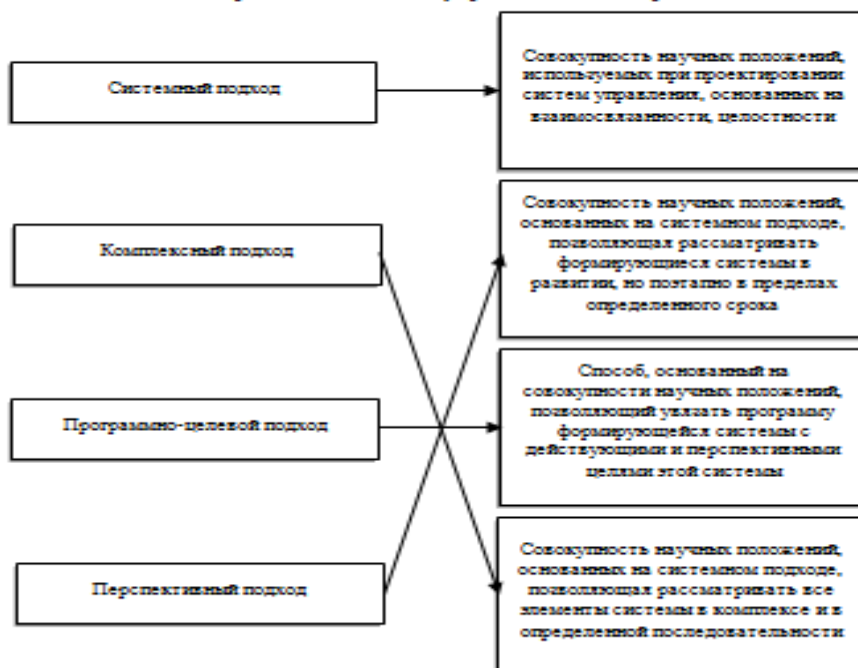 Системный подход
Совокупность научных положений,
используемых при проектировании
систем управления, основанных на
взаимосвязанности, целостности
Комплексный подход
Совокупность научных положений,
основанных на системном подходе,
позволяющая рассматривать
формирующиеся системы в
развитии, но поэтапно в пределах
определенного срока
Программно-целевой подход
Способ, основанный на
совокупности научных положений,
позволяющий увязать программу
формирующейся системы с
действующими и перспективными
целями этой системы
Перспективный подход
Совокупность научных положений,
основанных на системном подходе,
позволяющая рассматривать все
элементы системы в комплексе и в
определенной последовательности